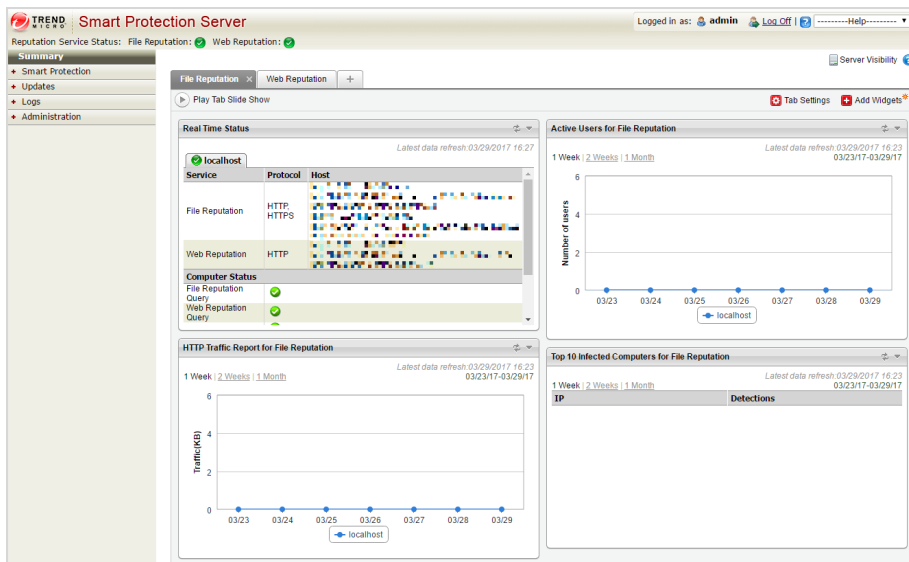 TREND MICRO Smart Protection Server
Logged in as: admin Log Off | ? ---------Help---------
Reputation Service Status: File Reputation: Web Reputation:
Summary
Server Visibility ?
+ Smart Protection
+ Updates
+ Logs
+ Administration
File Reputation × Web Reputation +
Play Tab Slide Show
Tab Settings Add Widgets
Real Time Status
Latest data refresh:03/29/2017 16:27
localhost
Service Protocol Host
File Reputation HTTP, HTTPS
Web Reputation HTTP
Computer Status
File Reputation Query
Web Reputation Query
Active Users for File Reputation
Latest data refresh:03/29/2017 16:23
1 Week | 2 Weeks | 1 Month 03/23/17-03/29/17
Number of users
6
4
2
0
03/23 03/24 03/25 03/26 03/27 03/28 03/29
localhost
HTTP Traffic Report for File Reputation
Latest data refresh:03/29/2017 16:23
1 Week | 2 Weeks | 1 Month 03/23/17-03/29/17
Traffic(KB)
6
4
2
0
03/23 03/24 03/25 03/26 03/27 03/28 03/29
localhost
Top 10 Infected Computers for File Reputation
Latest data refresh:03/29/2017 16:23
1 Week | 2 Weeks | 1 Month 03/23/17-03/29/17
IP Detections